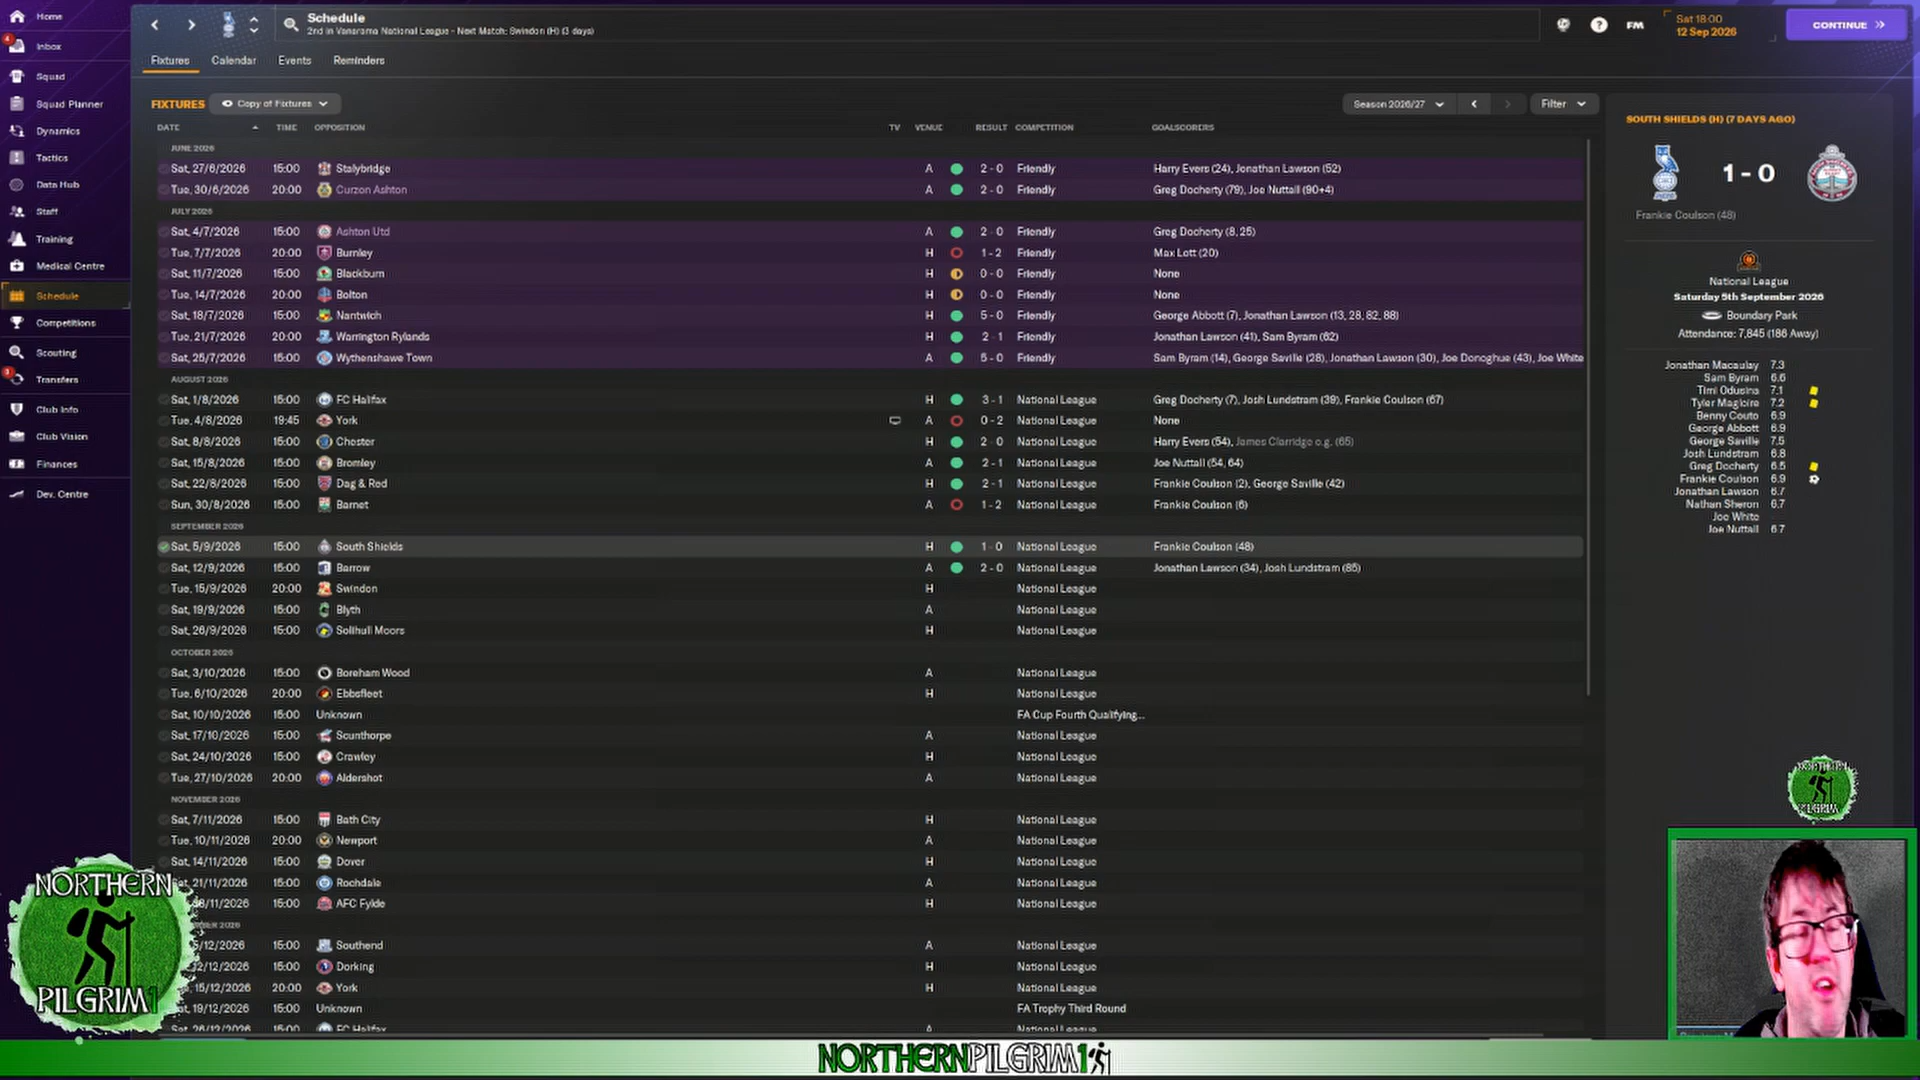 Home
Inbox
Squad
Squad Planner
Dynamics
Tactics
Data Hub
Staff
Training
Medical Centre
Schedule
Competitions
Scouting
Transfers
Club Info
Club Vision
Finances
Dev. Centre
Schedule
2nd in Vanarama National League - Next Match: Swindon (H) (3 days)
FM
Sat 18:00
12 Sep 2026
CONTINUE
Fixtures Calendar Events Reminders
FIXTURES Copy of Fixtures Season 2026/27 Filter
DATE TIME OPPOSITION TV VENUE RESULT COMPETITION GOALSCORERS
JUNE 2026
Sat, 27/6/2026 15:00 Stalybridge A 2 - 0 Friendly Harry Evers (24), Jonathan Lawson (52)
Tue, 30/6/2026 20:00 Curzon Ashton A 2 - 0 Friendly Greg Docherty (79), Joe Nuttall (90+4)
JULY 2026
Sat, 4/7/2026 15:00 Ashton Utd A 2 - 0 Friendly Greg Docherty (8, 25)
Tue, 7/7/2026 20:00 Burnley H 1 - 2 Friendly Max Lott (20)
Sat, 11/7/2026 15:00 Blackburn H 0 - 0 Friendly None
Tue, 14/7/2026 20:00 Bolton H 0 - 0 Friendly None
Sat, 18/7/2026 15:00 Nantwich H 5 - 0 Friendly George Abbott (7), Jonathan Lawson (13, 28, 82, 88)
Tue, 21/7/2026 20:00 Warrington Rylands H 2 - 1 Friendly Jonathan Lawson (41), Sam Byram (62)
Sat, 25/7/2026 15:00 Wythenshawe Town A 5 - 0 Friendly Sam Byram (14), George Saville (28), Jonathan Lawson (30), Joe Donoghue (43), Joe White
AUGUST 2026
Sat, 1/8/2026 15:00 FC Halifax H 3 - 1 National League Greg Docherty (7), Josh Lundstram (39), Frankie Coulson (67)
Tue, 4/8/2026 19:45 York A 0 - 2 National League None
Sat, 8/8/2026 15:00 Chester H 2 - 0 National League Harry Evers (54), James Clarridge o.g. (65)
Sat, 15/8/2026 15:00 Bromley A 2 - 1 National League Joe Nuttall (54, 64)
Sat, 22/8/2026 15:00 Dag & Red H 2 - 1 National League Frankie Coulson (2), George Saville (42)
Sun, 30/8/2026 15:00 Barnet A 1 - 2 National League Frankie Coulson (6)
SEPTEMBER 2026
Sat, 5/9/2026 15:00 South Shields H 1 - 0 National League Frankie Coulson (48)
Sat, 12/9/2026 15:00 Barrow A 2 - 0 National League Jonathan Lawson (34), Josh Lundstram (85)
Tue, 15/9/2026 20:00 Swindon H National League
Sat, 19/9/2026 15:00 Blyth A National League
Sat, 26/9/2026 15:00 Solihull Moors H National League
OCTOBER 2026
Sat, 3/10/2026 15:00 Boreham Wood A National League
Tue, 6/10/2026 20:00 Ebbsfleet H National League
Sat, 10/10/2026 15:00 Unknown FA Cup Fourth Qualifying...
Sat, 17/10/2026 15:00 Scunthorpe A National League
Sat, 24/10/2026 15:00 Crawley H National League
Tue, 27/10/2026 20:00 Aldershot A National League
NOVEMBER 2026
Sat, 7/11/2026 15:00 Bath City H National League
Tue, 10/11/2026 20:00 Newport A National League
Sat, 14/11/2026 15:00 Dover H National League
21/11/2026 15:00 Rochdale A National League
/11/2026 15:00 AFC Fylde H National League
2026
/12/2026 15:00 Southend A National League
/12/2026 15:00 Dorking H National League
15/12/2026 20:00 York H National League
19/12/2026 15:00 Unknown FA Trophy Third Round
Sat, 26/12/2026 15:00 FC Halifax A National League
SOUTH SHIELDS (H) (7 DAYS AGO)
1 - 0
Frankie Coulson (48)
National League
Saturday 5th September 2026
Boundary Park
Attendance: 7,845 (186 Away)
Jonathan Macaulay 7.3
Sam Byram 6.6
Timi Odusina 7.1
Tyler Magloire 7.2
Benny Couto 6.9
George Abbott 6.9
George Saville 7.5
Josh Lundstram 6.8
Greg Docherty 6.5
Frankie Coulson 6.9
Jonathan Lawson 6.7
Nathan Sheron 6.7
Joe White
Joe Nuttall 6.7
NORTHERN
PILGRIM
NORTHERN
PILGRIM1
NORTHERNPILGRIM1